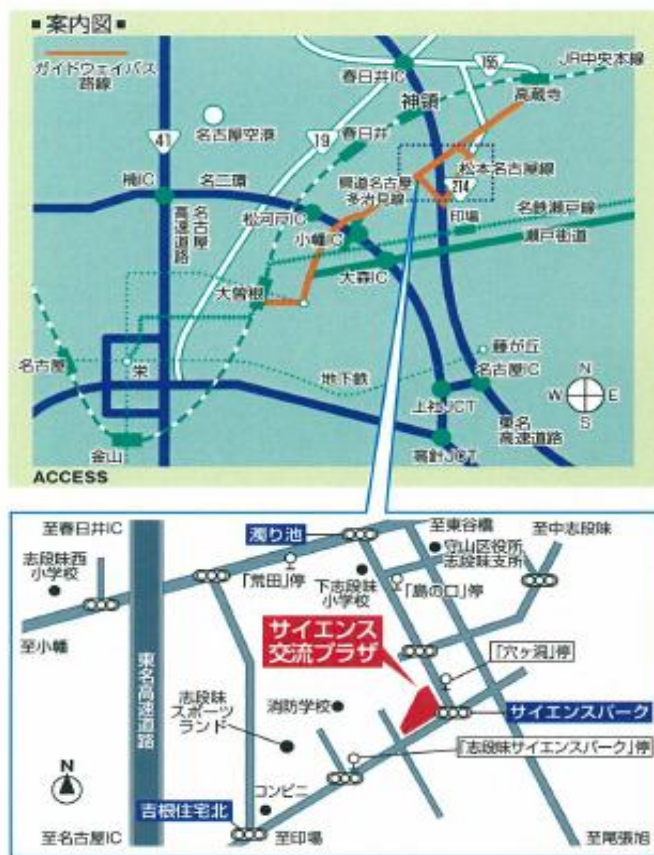 ■案内図■
ガイドウェイバス
路線
41
19
155
214
春日井IC
JR中央本線
神領
高蔵寺
名古屋空港
春日井
松本名古屋線
県道名古屋
多治見線
楠IC
名二環
松河戸IC
小幡IC
印場
名鉄瀬戸線
瀬戸街道
名古屋
高速道路
大曽根
大森IC
藤が丘
名古屋IC
名古屋
栄
地下鉄
上社JCT
東名
高速道路
高針JCT
金山
N
W
E
S
ACCESS
至春日井IC
濁り池
至東谷橋
至中志段味
志段味西
小学校
守山区役所
志段味支所
「荒田」停
下志段味
小学校
「島の口」停
至小幡
サイエンス
交流プラザ
「穴ヶ洞」停
東名高速道路
志段味
スポーツ
ランド
消防学校
サイエンスパーク
「志段味サイエンスパーク」停
N
コンビニ
吉根住宅北
至名古屋IC
至印場
至尾張旭